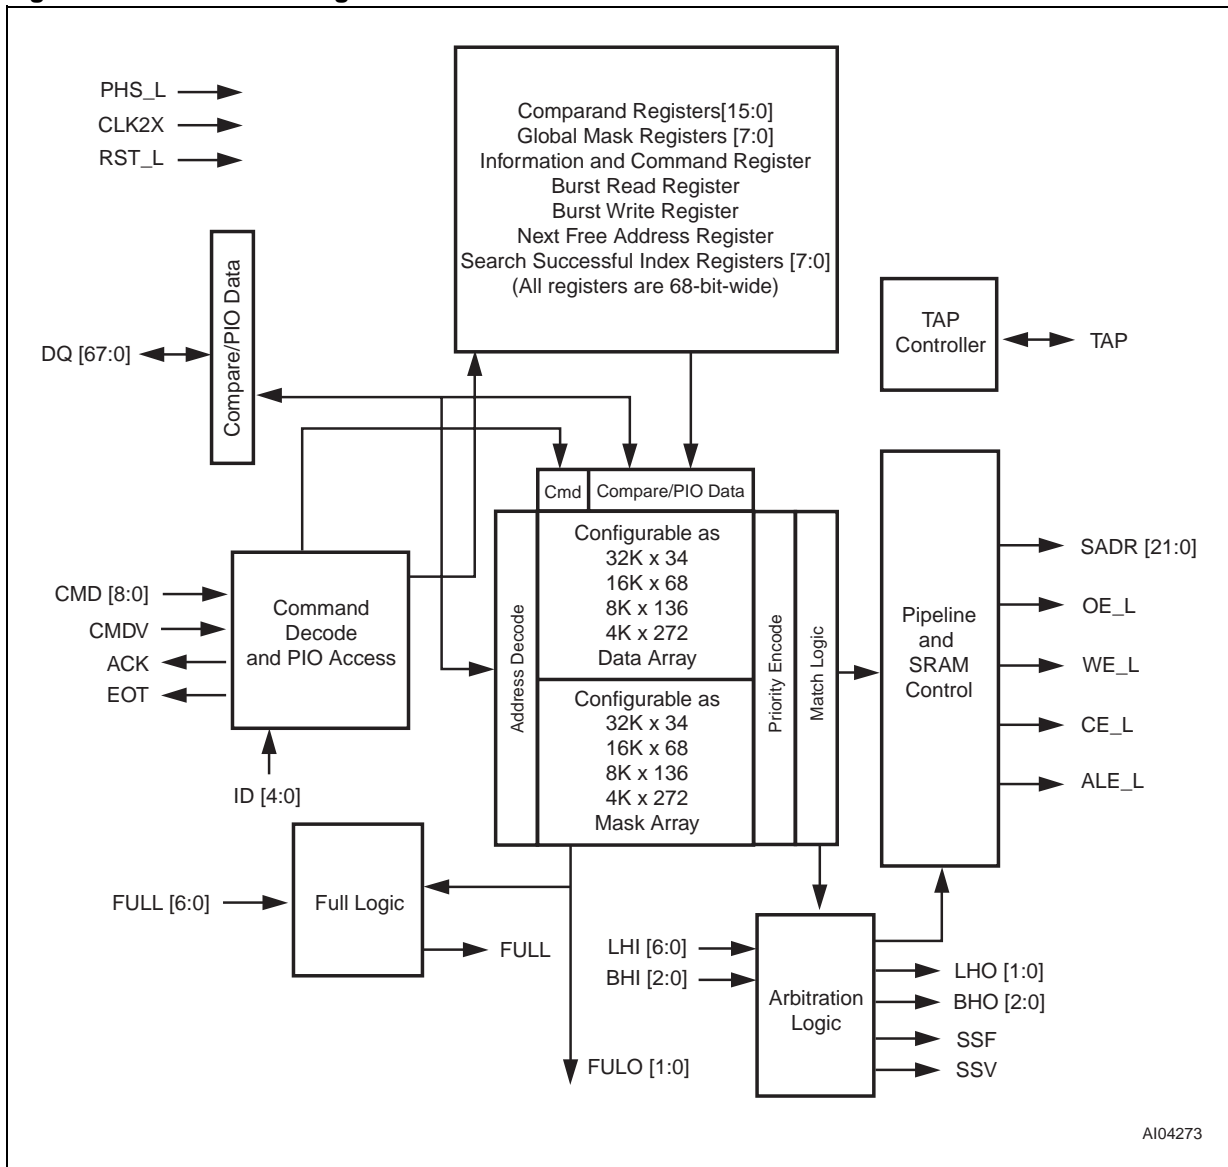 PHS_L
CLK2X
RST_L
Comparand Registers[15:0]
Global Mask Registers [7:0]
Information and Command Register
Burst Read Register
Burst Write Register
Next Free Address Register
Search Successful Index Registers [7:0]
(All registers are 68-bit-wide)
DQ [67:0]
Compare/PIO Data
TAP
Controller
TAP
Cmd
Compare/PIO Data
CMD [8:0]
CMDV
ACK
EOT
Command
Decode
and PIO Access
ID [4:0]
Address Decode
Configurable as
32K x 34
16K x 68
8K x 136
4K x 272
Data Array
Configurable as
32K x 34
16K x 68
8K x 136
4K x 272
Mask Array
Priority Encode
Match Logic
Pipeline
and
SRAM
Control
SADR [21:0]
OE_L
WE_L
CE_L
ALE_L
FULL [6:0]
Full Logic
FULL
FULO [1:0]
LHI [6:0]
BHI [2:0]
Arbitration
Logic
LHO [1:0]
BHO [2:0]
SSF
SSV
AI04273